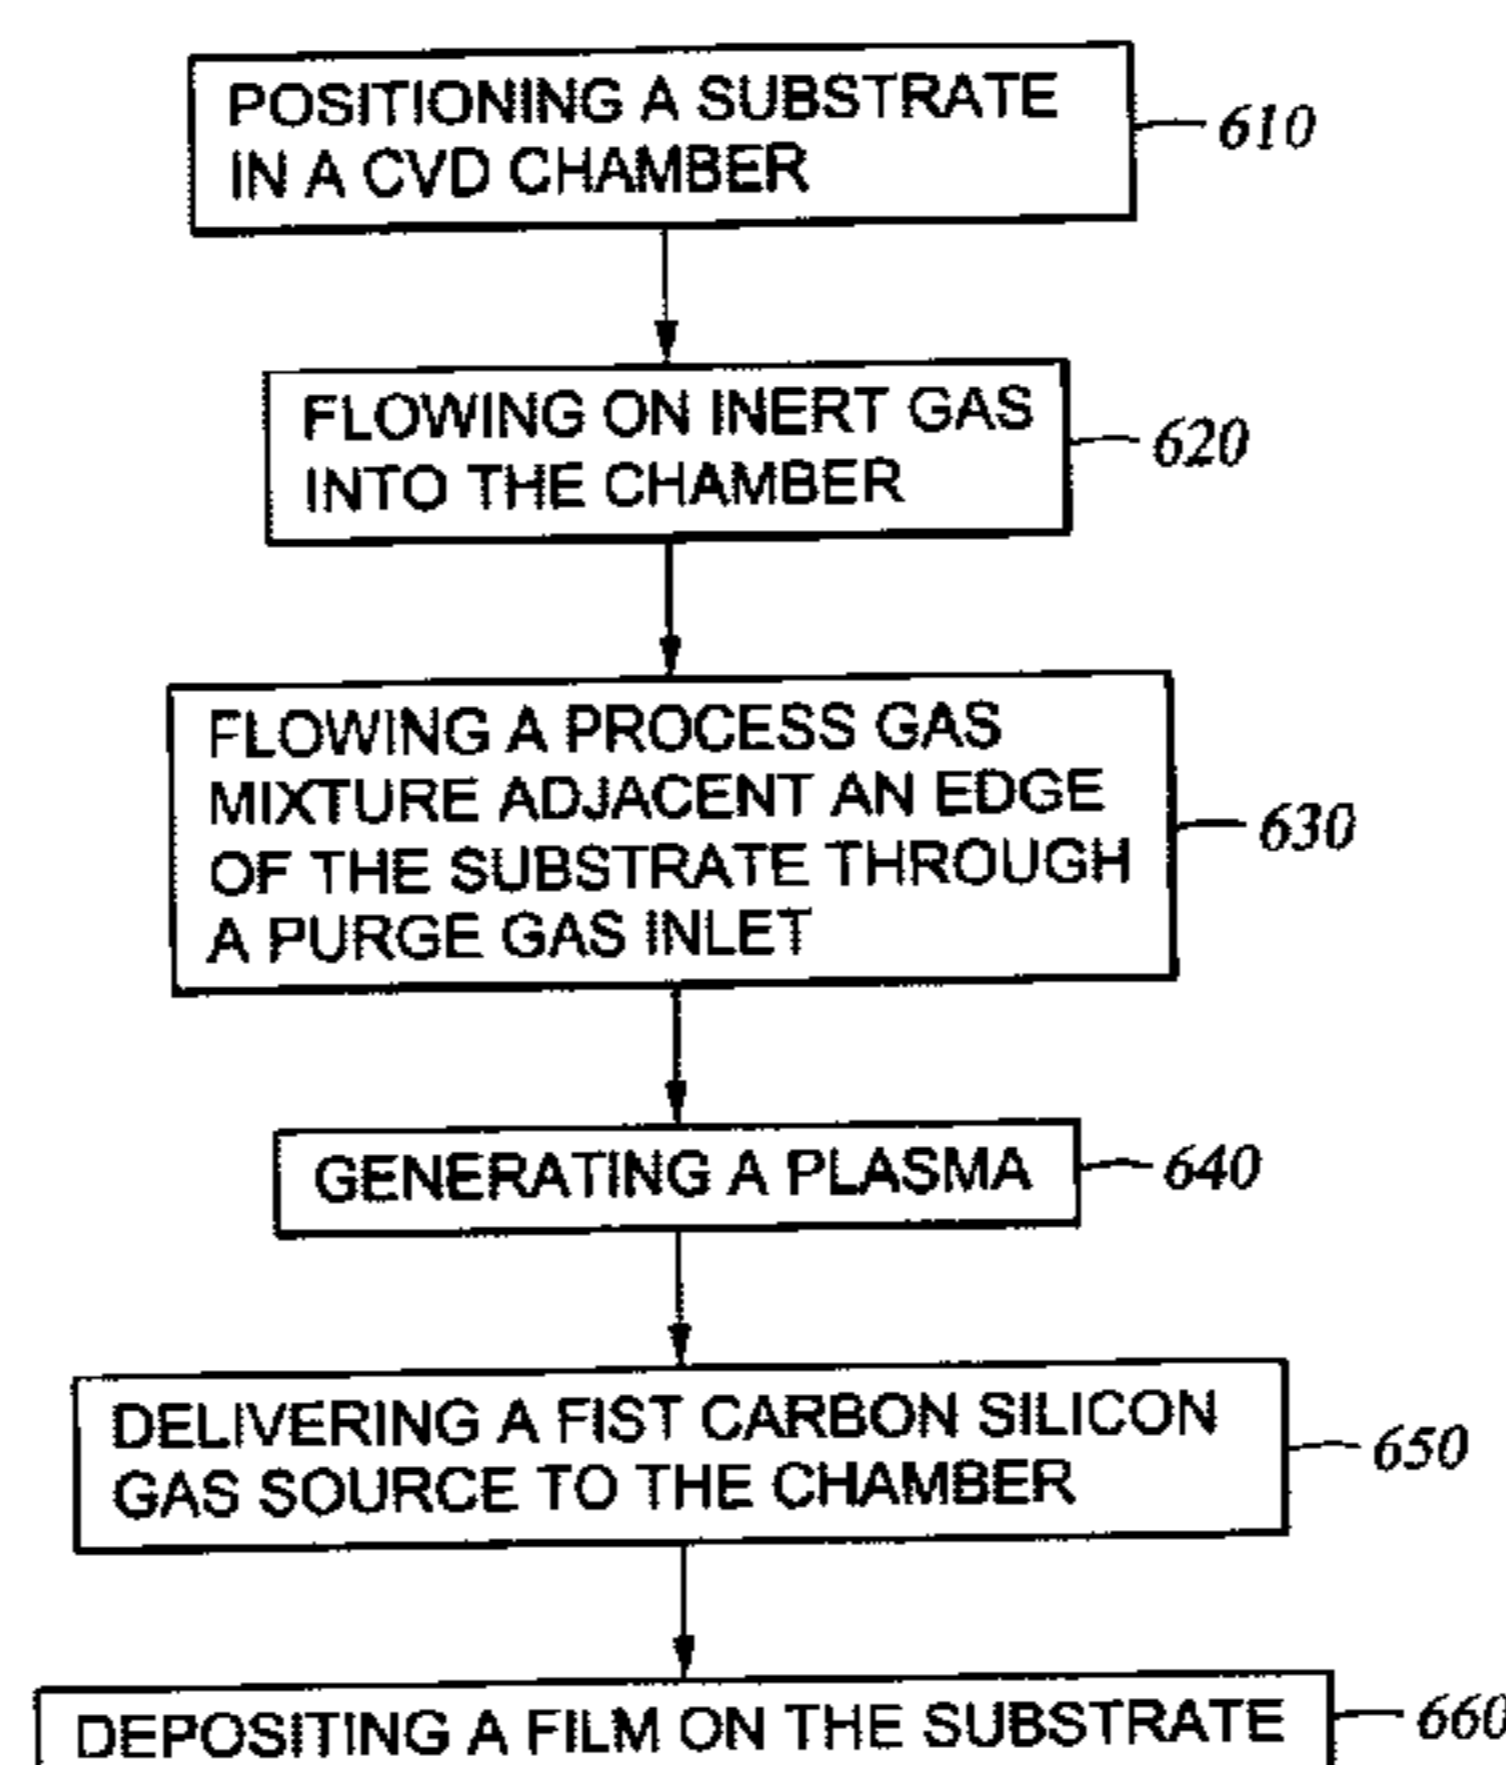 POSITIONING A SUBSTRATE
IN A CVD CHAMBER
610
FLOWING ON INERT GAS
INTO THE CHAMBER
620
FLOWING A PROCESS GAS
MIXTURE ADJACENT AN EDGE
OF THE SUBSTRATE THROUGH
A PURGE GAS INLET
630
GENERATING A PLASMA
640
DELIVERING A FIST CARBON SILICON
GAS SOURCE TO THE CHAMBER
650
DEPOSITING A FILM ON THE SUBSTRATE
660